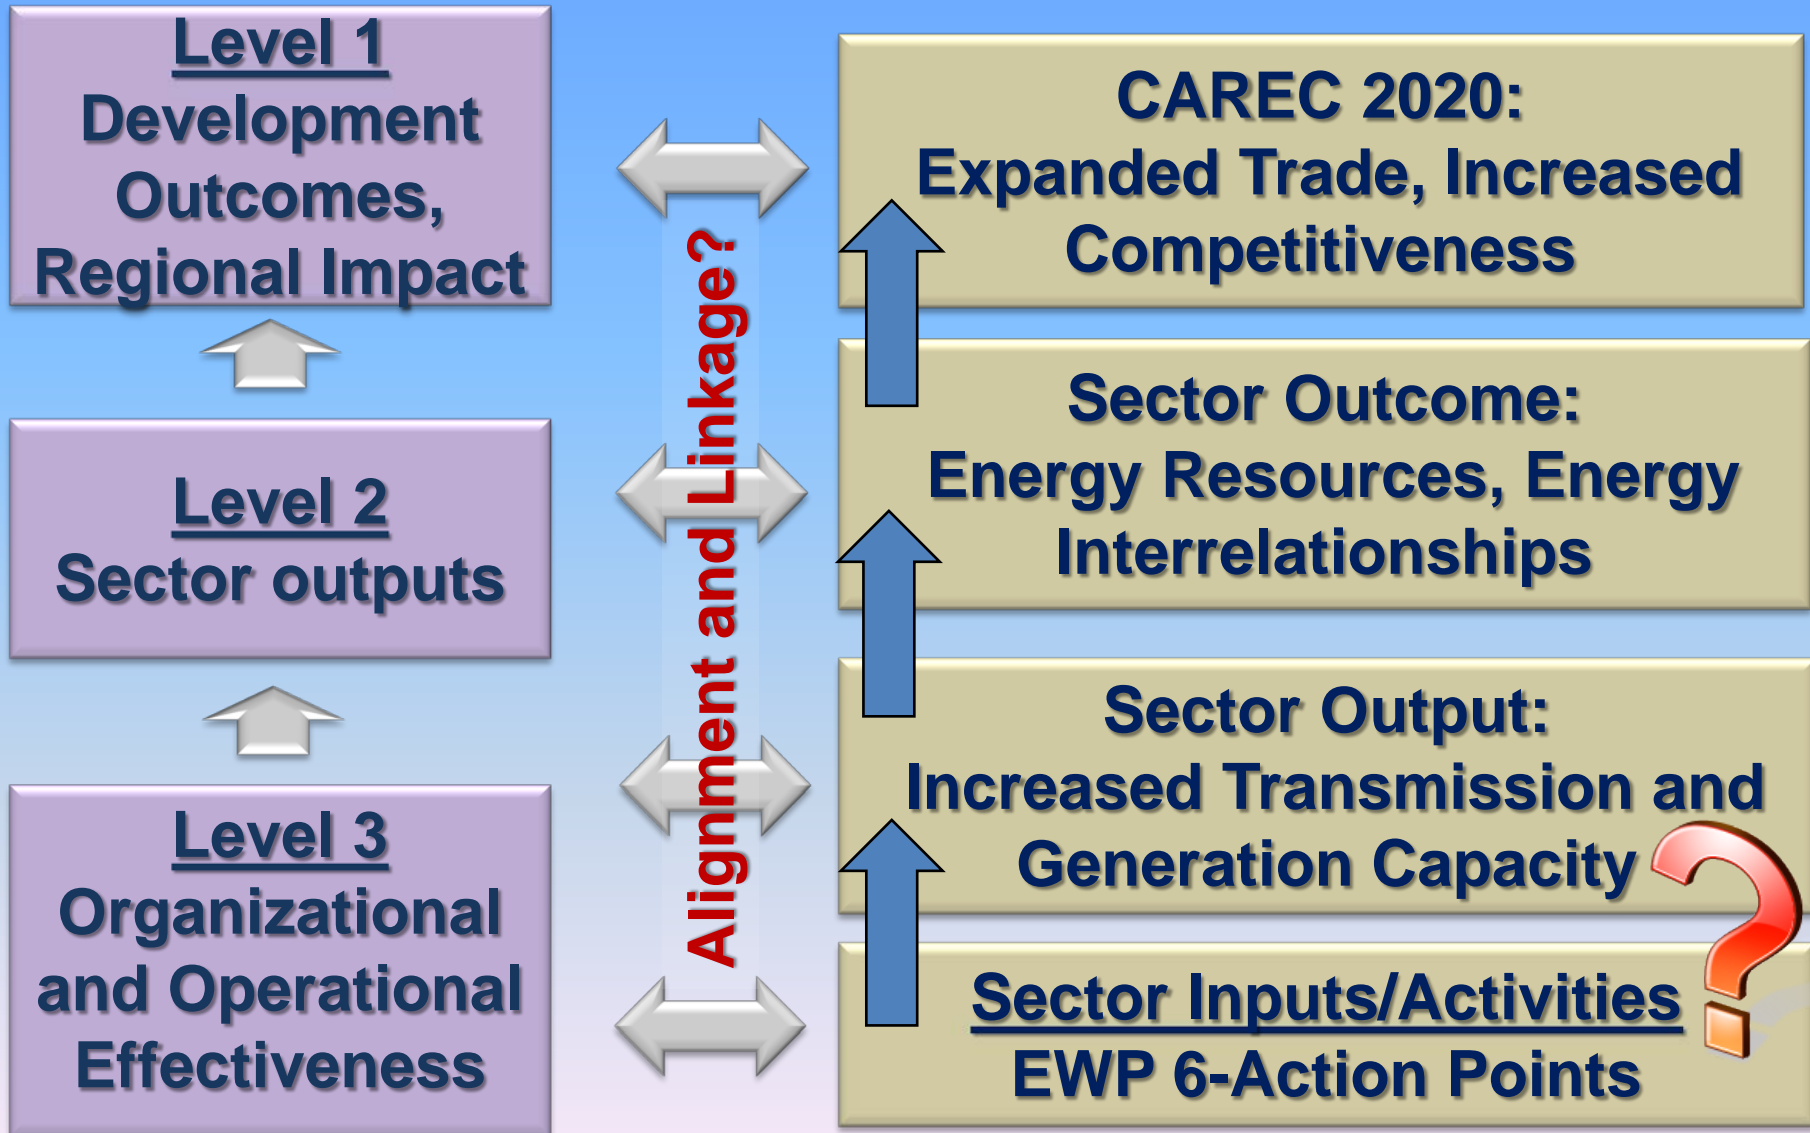 Level 1
Development
Outcomes,
Regional Impact
Level 2
Sector outputs
Level 3
Organizational
and Operational
Effectiveness
Alignment and Linkage?
CAREC 2020:
Expanded Trade, Increased
Competitiveness
Sector Outcome:
Energy Resources, Energy
Interrelationships
Sector Output:
Increased Transmission and
Generation Capacity
Sector Inputs/Activities
EWP 6-Action Points
?